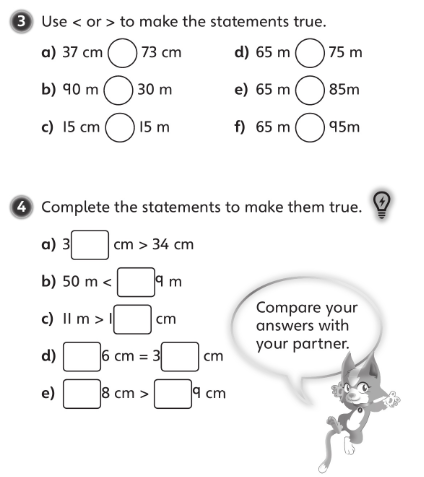 3 Use < or > to make the statements true.
a) 37 cm 73 cm
d) 65 m 75 m
b) 90 m 30 m
e) 65 m 85m
c) 15 cm 15 m
f) 65 m 95m
4 Complete the statements to make them true.
a) 3 cm > 34 cm
b) 50 m < 9 m
c) 11 m > 1 cm
d) 6 cm = 3 cm
e) 8 cm > 9 cm
Compare your
answers with
your partner.